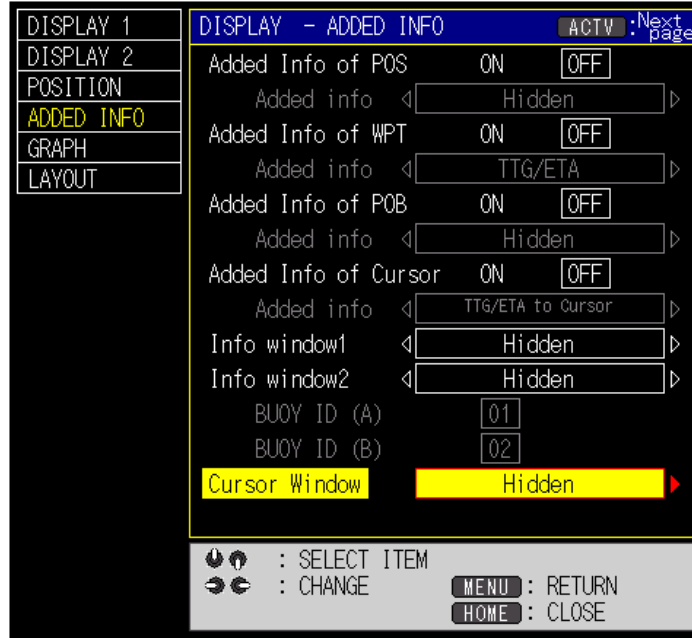 DISPLAY 1
DISPLAY 2
POSITION
ADDED INFO
GRAPH
LAYOUT
DISPLAY - ADDED INFO ACTV :Next page
Added Info of POS ON OFF
Added info Hidden
Added Info of WPT ON OFF
Added info TTG/ETA
Added Info of POB ON OFF
Added info Hidden
Added Info of Cursor ON OFF
Added info TTG/ETA to Cursor
Info window1 Hidden
Info window2 Hidden
BUOY ID (A) 01
BUOY ID (B) 02
Cursor Window Hidden
: SELECT ITEM
: CHANGE MENU : RETURN
HOME : CLOSE